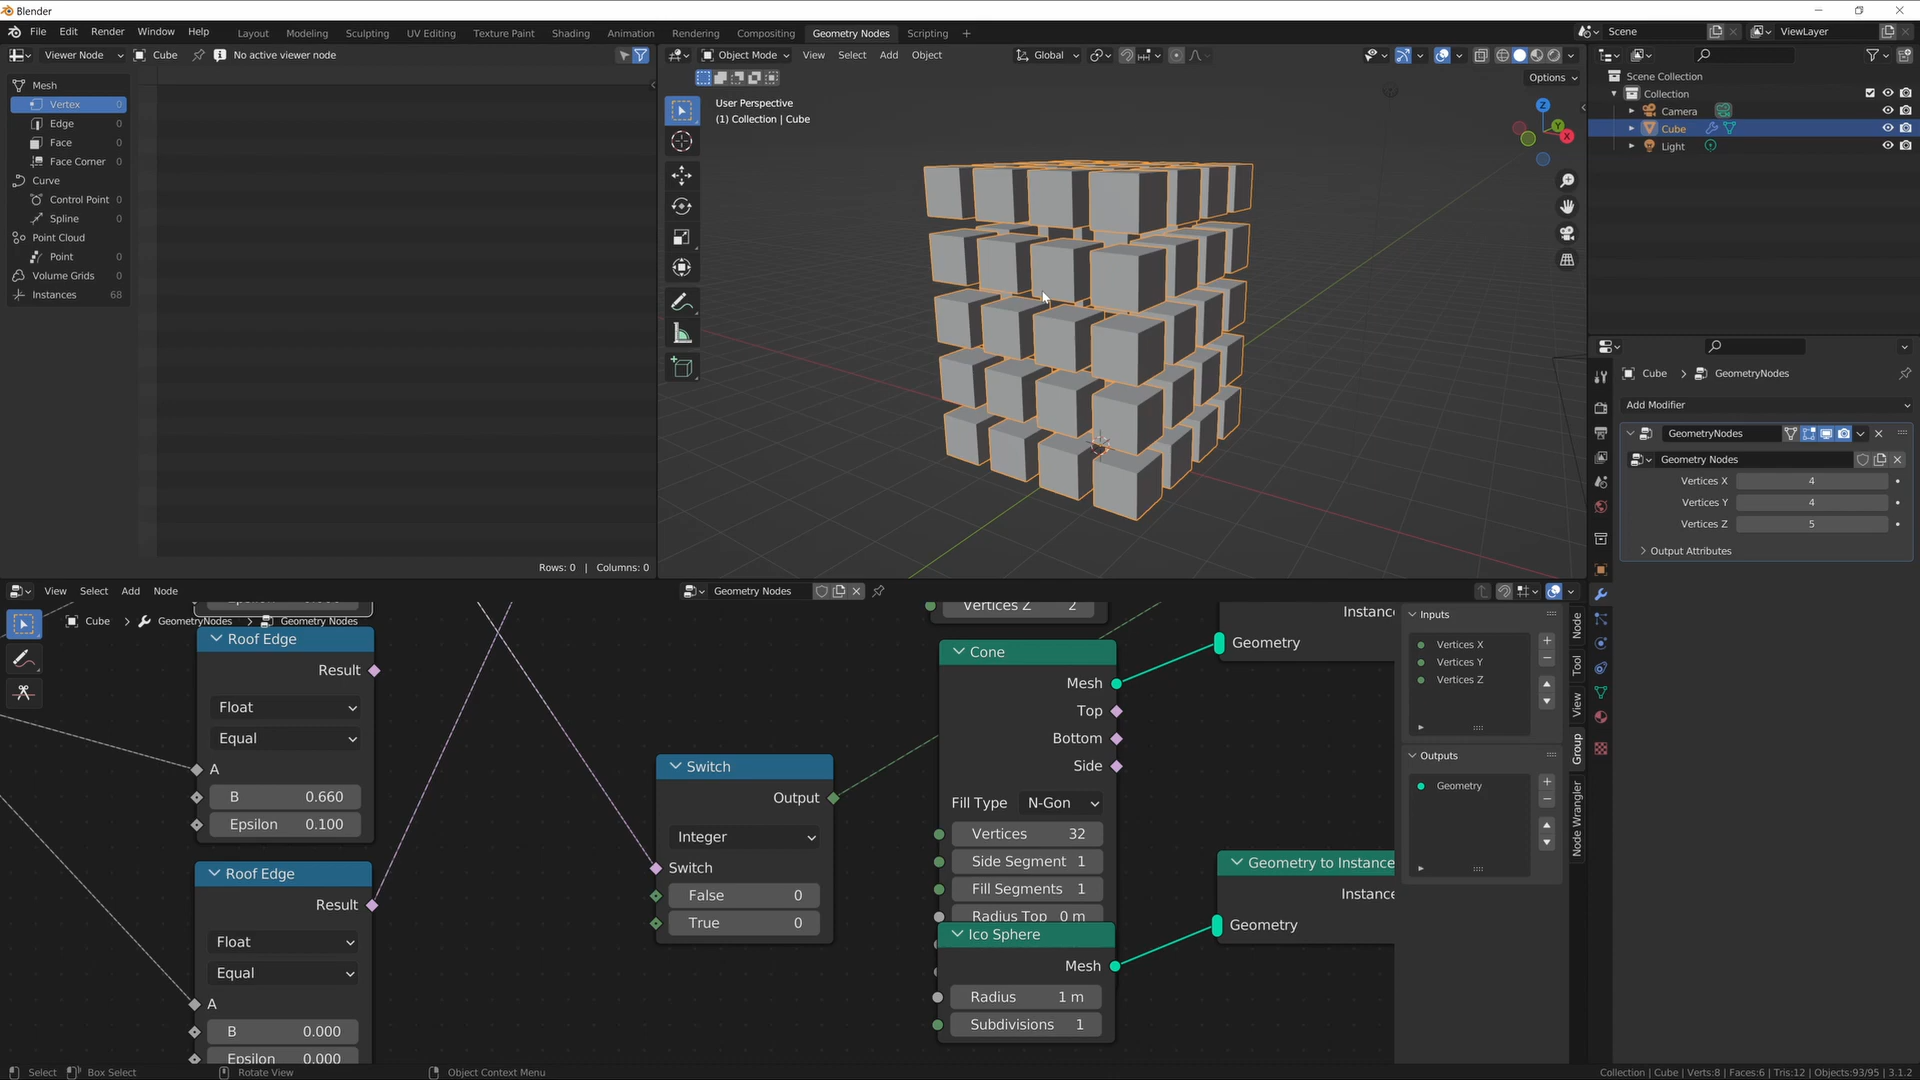 Blender
File Edit Render Window Help
Layout Modeling Sculpting UV Editing Texture Paint Shading Animation Rendering Compositing Geometry Nodes Scripting +
Scene
ViewLayer
Viewer Node
Cube
No active viewer node
Object Mode View Select Add Object
Global
Options
Mesh
Vertex 0
Edge 0
Face 0
Face Corner 0
Curve
Control Point 0
Spline 0
Point Cloud
Point 0
Volume Grids 0
Instances 68
Rows: 0 | Columns: 0
User Perspective
(1) Collection | Cube
Z
Y
X
Scene Collection
Collection
Camera
Cube
Light
Cube > GeometryNodes
Add Modifier
GeometryNodes
Geometry Nodes
Vertices X 4
Vertices Y 4
Vertices Z 5
Output Attributes
View Select Add Node
Geometry Nodes
Cube > GeometryNodes > Geometry Nodes
Roof Edge
Result
Float
Equal
A
B 0.660
Epsilon 0.100
Roof Edge
Result
Float
Equal
A
B 0.000
Epsilon 0.000
Switch
Output
Integer
Switch
False 0
True 0
Vertices Z 2
Cone
Mesh
Top
Bottom
Side
Fill Type N-Gon
Vertices 32
Side Segment 1
Fill Segments 1
Radius Top 0 m
Ico Sphere
Mesh
Radius 1 m
Subdivisions 1
Instanc
Geometry
Geometry to Instance
Instanc
Geometry
Inputs
Vertices X
Vertices Y
Vertices Z
Outputs
Geometry
Node
Tool
View
Group
Node Wrangler
Select
Box Select
Rotate View
Object Context Menu
Collection | Cube | Verts:8 | Faces:6 | Tris:12 | Objects:93/95 | 3.1.2